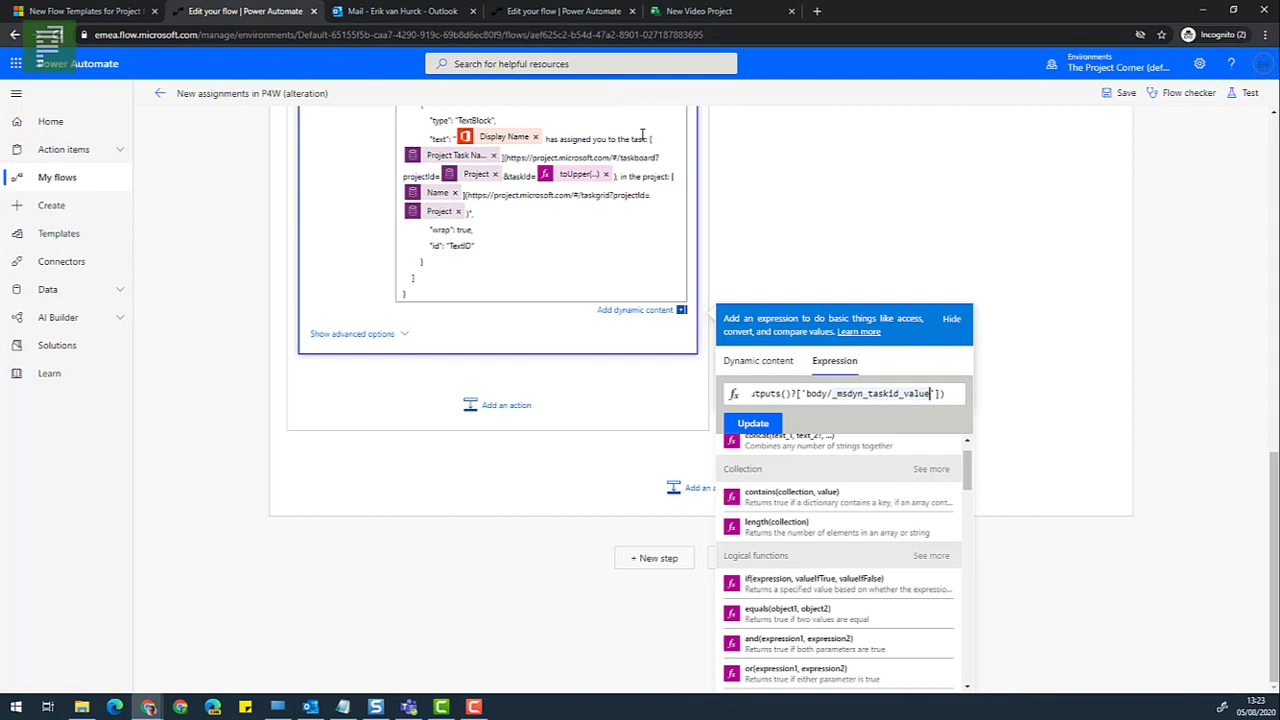 New Flow Templates for Project
Edit your flow | Power Automate
Mail - Erik van Hurck - Outlook
Edit your flow | Power Automate
New Video Project
emea.flow.microsoft.com/manage/environments/Default-65155f5b-caa7-4290-919c-69b8d6ec80f9/flows/aef625c2-b54d-47a2-8901-027187883695
Incognito (2)
Power Automate
Search for helpful resources
Environments
The Project Corner (def...
EH
New assignments in P4W (alteration)
Save
Flow checker
Test
Home
Action items
My flows
Create
Templates
Connectors
Data
AI Builder
Solutions
Learn
"type": "TextBlock",
"text": " Display Name × has assigned you to the task: [
Project Task Na... × ](https://project.microsoft.com/#/taskboard?
projectId= Project × &taskId= fx toUpper(...) × ), in the project: [
Name × ](https://project.microsoft.com/#/taskgrid?projectId=
Project × )",
"wrap": true,
"id": "TextID"
}
]
}
Add dynamic content
Show advanced options
Add an action
Add an a
+ New step
Add an expression to do basic things like access, convert, and compare values. Learn more
Hide
Dynamic content
Expression
fx utputs()?['body/_msdyn_taskid_value'])
Update
concat(text_1, text_2?, ...)
Combines any number of strings together
Collection
See more
contains(collection, value)
Returns true if a dictionary contains a key, if an array cont...
length(collection)
Returns the number of elements in an array or string
Logical functions
See more
if(expression, valueIfTrue, valueIfFalse)
Returns a specified value based on whether the expressio...
equals(object1, object2)
Returns true if two values are equal
and(expression1, expression2)
Returns true if both parameters are true
or(expression1, expression2)
Returns true if either parameter is true
13:23
05/08/2020